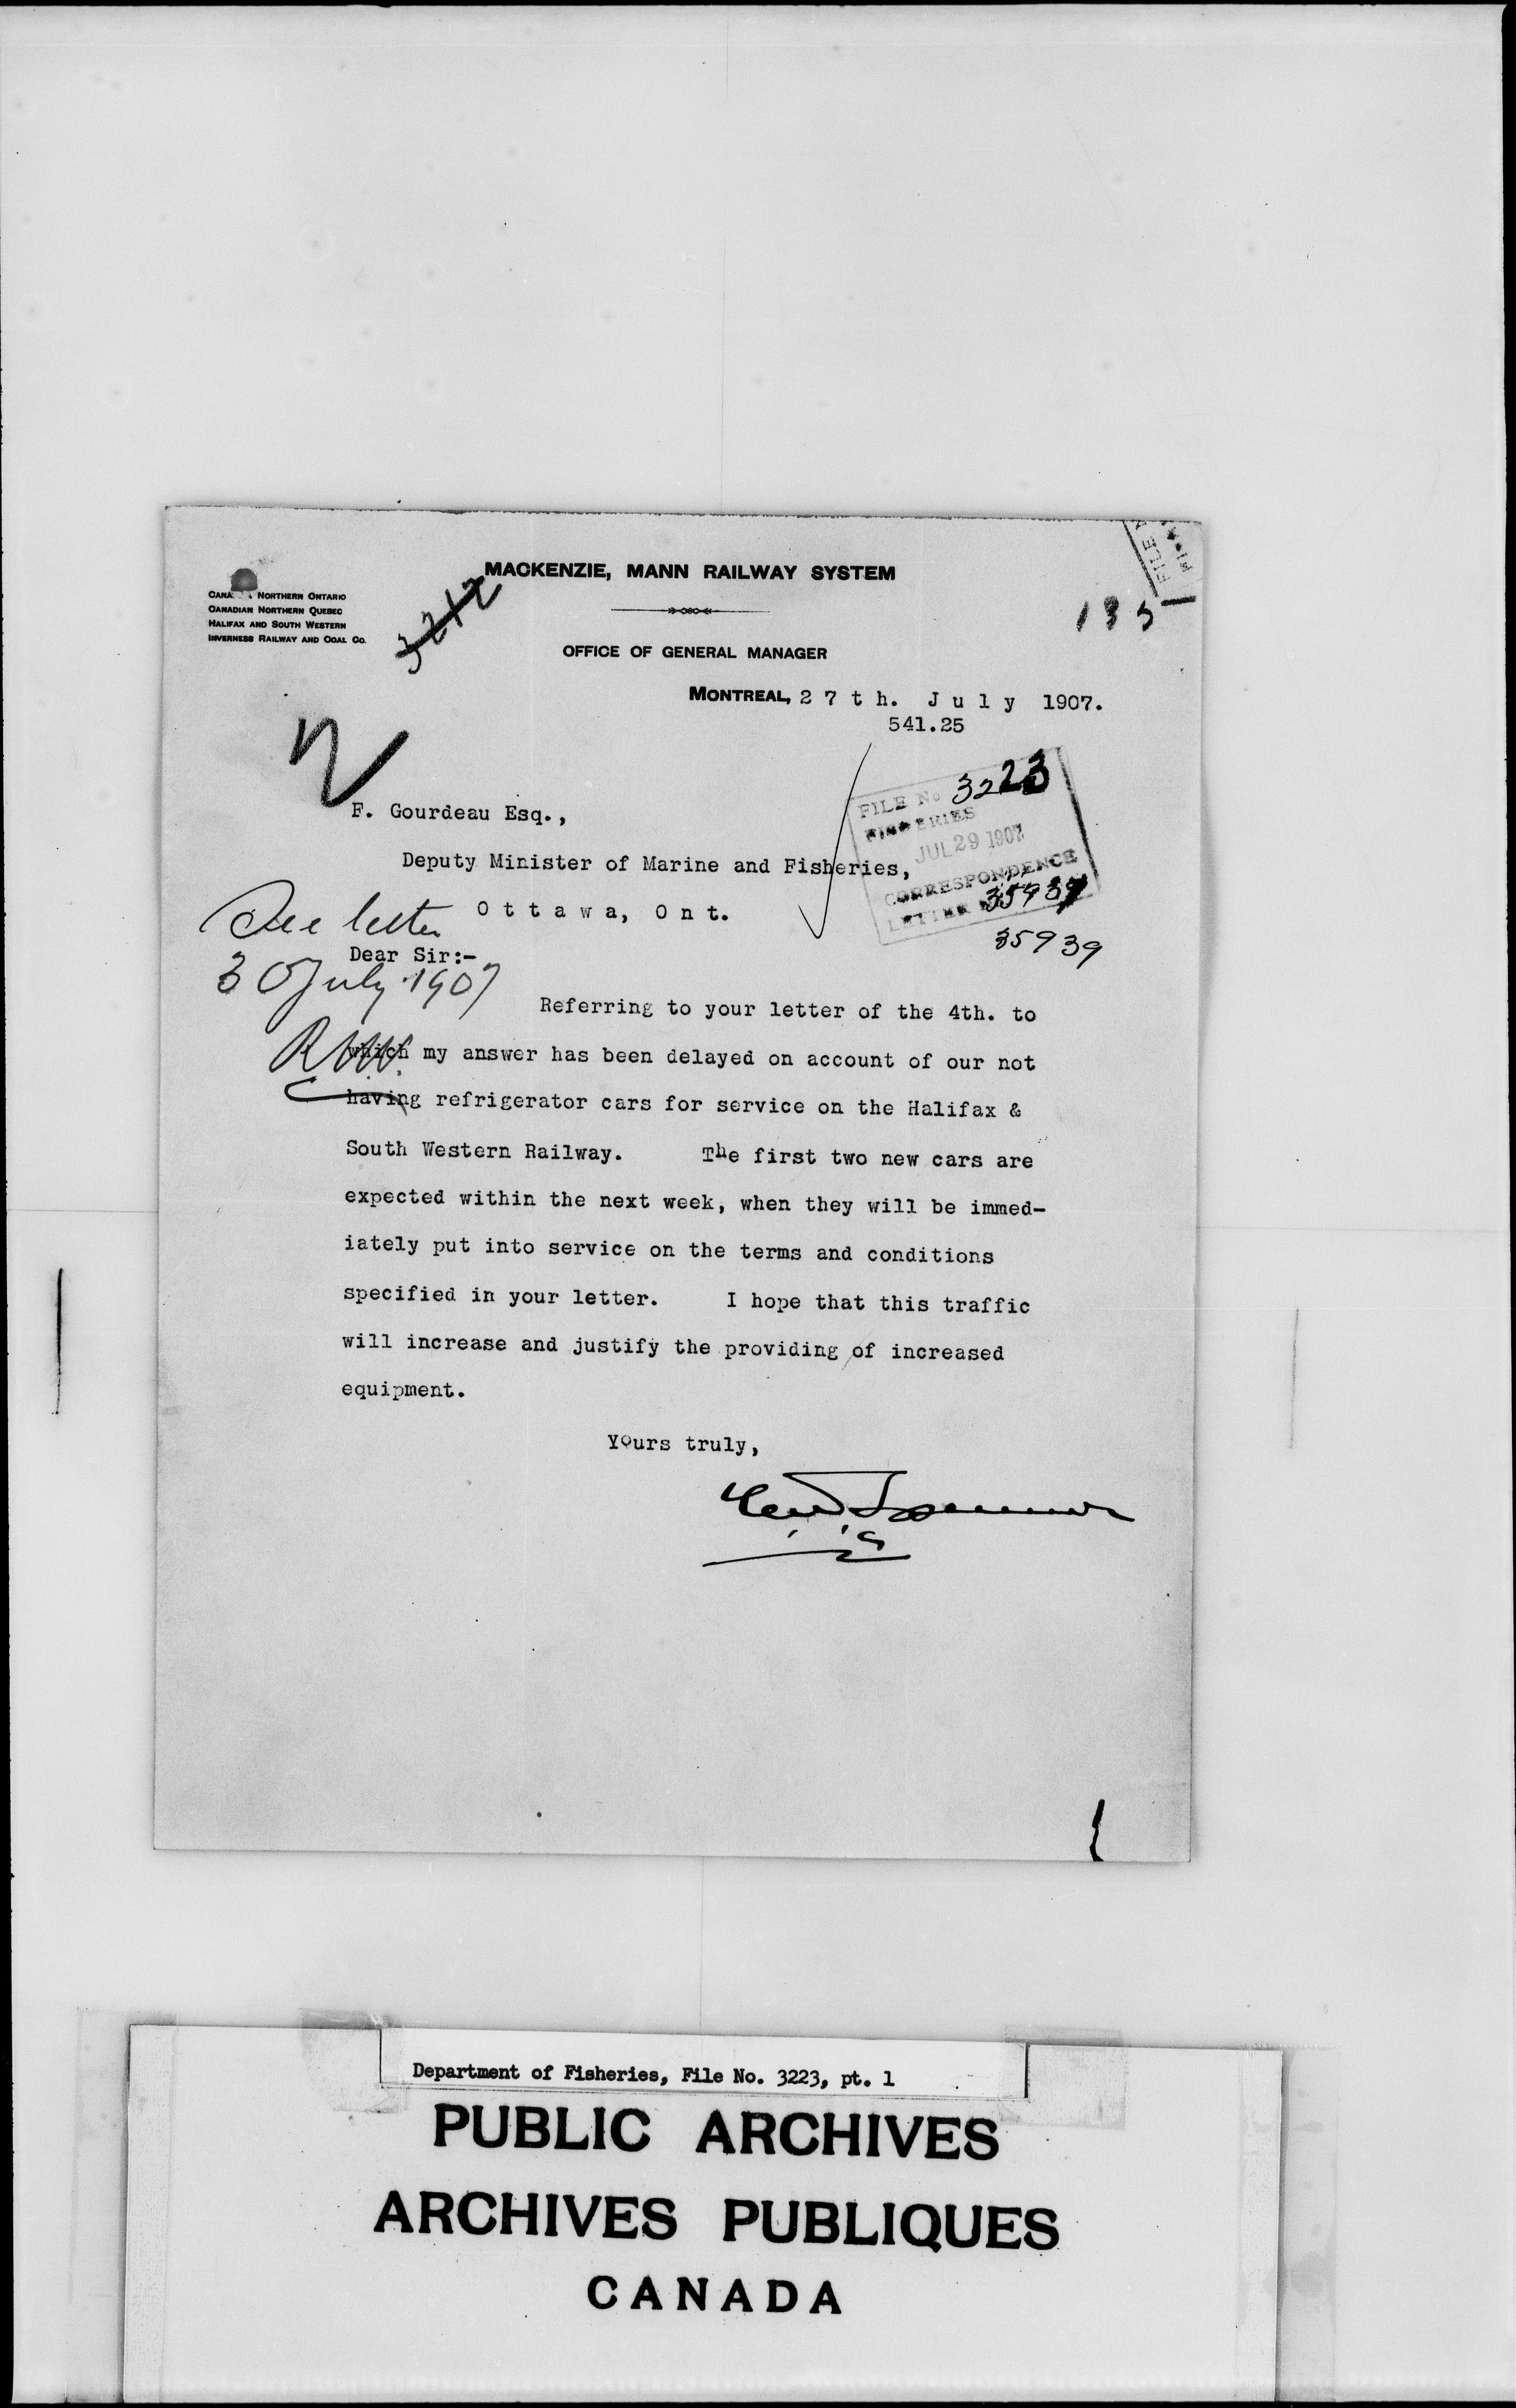 MACKENZIE, MANN RAILWAY SYSTEM
CANA NORTHERN ONTARIO
CANADIAN NORTHERN QUEBEC
HALIFAX AND SOUTH WESTERN
INVERNESS RAILWAY AND COAL CO.
3212
FILE
135
OFFICE OF GENERAL MANAGER
MONTREAL, 27th. July 1907.
541.25
FILE No 3223
FISHERIES
JUL 29 1907
CORRESPONDENCE
LETTER
35939
F. Gourdeau Esq.,
Deputy Minister of Marine and Fisheries,
Ottawa, Ont.
See letter
30 July 1907
Dear Sir:-
Referring to your letter of the 4th. to
which my answer has been delayed on account of our not
having refrigerator cars for service on the Halifax &
South Western Railway. The first two new cars are
expected within the next week, when they will be immed-
iately put into service on the terms and conditions
specified in your letter. I hope that this traffic
will increase and justify the providing of increased
equipment.
Yours truly,
Department of Fisheries, File No. 3223, pt. 1
PUBLIC ARCHIVES
ARCHIVES PUBLIQUES
CANADA